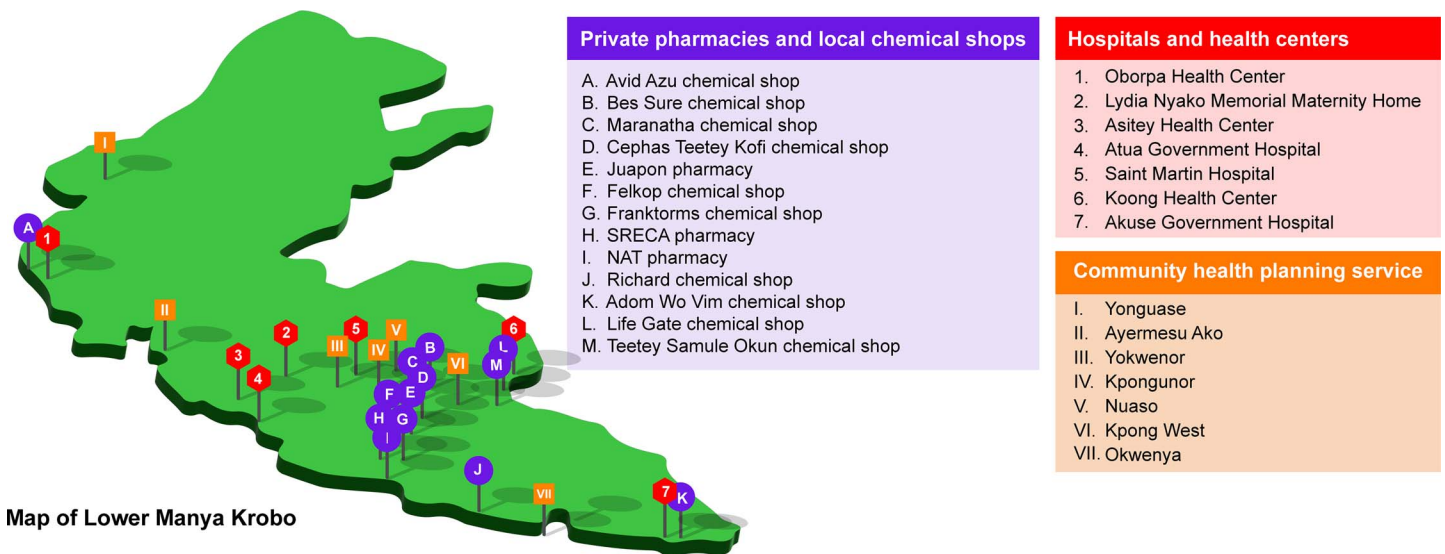 Private pharmacies and local chemical shops
A. Avid Azu chemical shop
B. Bes Sure chemical shop
C. Maranatha chemical shop
D. Cephas Teetey Kofi chemical shop
E. Juapon pharmacy
F. Felkop chemical shop
G. Franktorms chemical shop
H. SRECA pharmacy
I. NAT pharmacy
J. Richard chemical shop
K. Adom Wo Vim chemical shop
L. Life Gate chemical shop
M. Teetey Samule Okun chemical shop
Hospitals and health centers
1. Oborpa Health Center
2. Lydia Nyako Memorial Maternity Home
3. Asitey Health Center
4. Atua Government Hospital
5. Saint Martin Hospital
6. Koong Health Center
7. Akuse Government Hospital
Community health planning service
I. Yonguase
II. Ayermesu Ako
III. Yokwenor
IV. Kpongunor
V. Nuaso
VI. Kpong West
VII. Okwenya
I
A
1
II
2
5
V
6
III
IV
B
L
3
C
M
4
D
VI
F
E
H
G
I
J
VII
7
K
Map of Lower Manya Krobo